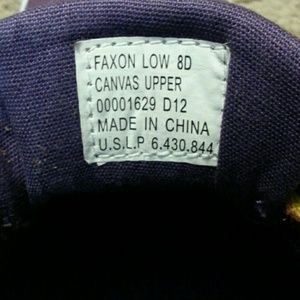 FAXON LOW 8D
CANVAS UPPER
00001629 D12
MADE IN CHINA
U.S.L.P 6.430.844